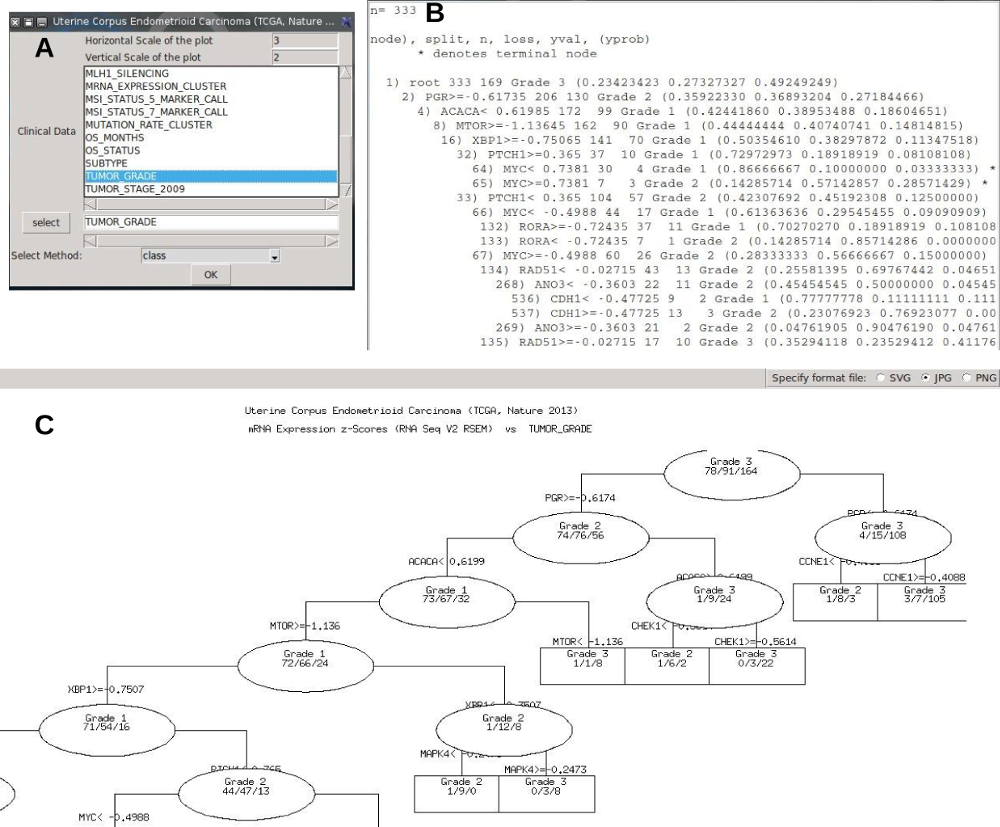 Uterine Corpus Endometrioid Carcinoma (TCGA, Nature ...
A
Horizontal Scale of the plot 3
Vertical Scale of the plot 2
Clinical Data
MLH1_SILENCING
MRNA_EXPRESSION_CLUSTER
MSI_STATUS_5_MARKER_CALL
MSI_STATUS_7_MARKER_CALL
MUTATION_RATE_CLUSTER
OS_MONTHS
OS_STATUS
SUBTYPE
TUMOR_GRADE
TUMOR_STAGE_2009
select TUMOR_GRADE
Select Method: class
OK
n= 333
B
node), split, n, loss, yval, (yprob)
* denotes terminal node
1) root 333 169 Grade 3 (0.23423423 0.27327327 0.49249249)
2) PGR>=-0.61735 206 130 Grade 2 (0.35922330 0.36893204 0.27184466)
4) ACACA< 0.61985 172 99 Grade 1 (0.42441860 0.38953488 0.18604651)
8) MTOR>=-1.13645 162 90 Grade 1 (0.44444444 0.40740741 0.14814815)
16) XBP1>=-0.75065 141 70 Grade 1 (0.50354610 0.38297872 0.11347518)
32) PTCH1>=0.365 37 10 Grade 1 (0.72972973 0.18918919 0.08108108)
64) MYC< 0.7381 30 4 Grade 1 (0.86666667 0.10000000 0.03333333) *
65) MYC>=0.7381 7 3 Grade 2 (0.14285714 0.57142857 0.28571429) *
33) PTCH1< 0.365 104 57 Grade 2 (0.42307692 0.45192308 0.12500000)
66) MYC< -0.4988 44 17 Grade 1 (0.61363636 0.29545455 0.09090909)
132) RORA>=-0.72435 37 11 Grade 1 (0.70270270 0.18918919 0.108108
133) RORA< -0.72435 7 1 Grade 2 (0.14285714 0.85714286 0.0000000
67) MYC>=-0.4988 60 26 Grade 2 (0.28333333 0.56666667 0.15000000)
134) RAD51< -0.02715 43 13 Grade 2 (0.25581395 0.69767442 0.04651
268) ANO3< -0.3603 22 11 Grade 2 (0.45454545 0.50000000 0.04545
536) CDH1< -0.47725 9 2 Grade 1 (0.77777778 0.11111111 0.111
537) CDH1>=-0.47725 13 3 Grade 2 (0.23076923 0.76923077 0.00
269) ANO3>=-0.3603 21 2 Grade 2 (0.04761905 0.90476190 0.04761
135) RAD51>=-0.02715 17 10 Grade 3 (0.35294118 0.23529412 0.41176
Specify format file: SVG JPG PNG
C
Uterine Corpus Endometrioid Carcinoma (TCGA, Nature 2013)
mRNA Expression z-Scores (RNA Seq V2 RSEM) vs TUMOR_GRADE
Grade 3
78/91/164
PGR>=-0.6174
Grade 2
74/76/56
Grade 3
4/15/108
ACACA< 0.6199
CCNE1<
CCNE1>=-0.4088
Grade 1
73/67/32
Grade 3
1/9/24
Grade 2
1/8/3
Grade 3
3/7/105
MTOR>=-1.136
CHEK1<
MTOR< -1.136
CHEK1>=-0.5614
Grade 1
72/66/24
Grade 3
1/1/8
Grade 2
1/6/2
Grade 3
0/3/22
XBP1>=-0.7507
Grade 1
71/54/16
Grade 2
1/12/8
MAPK4<
MAPK4>=-0.2473
Grade 2
44/47/13
Grade 2
1/9/0
Grade 3
0/3/8
MYC< -0.4988